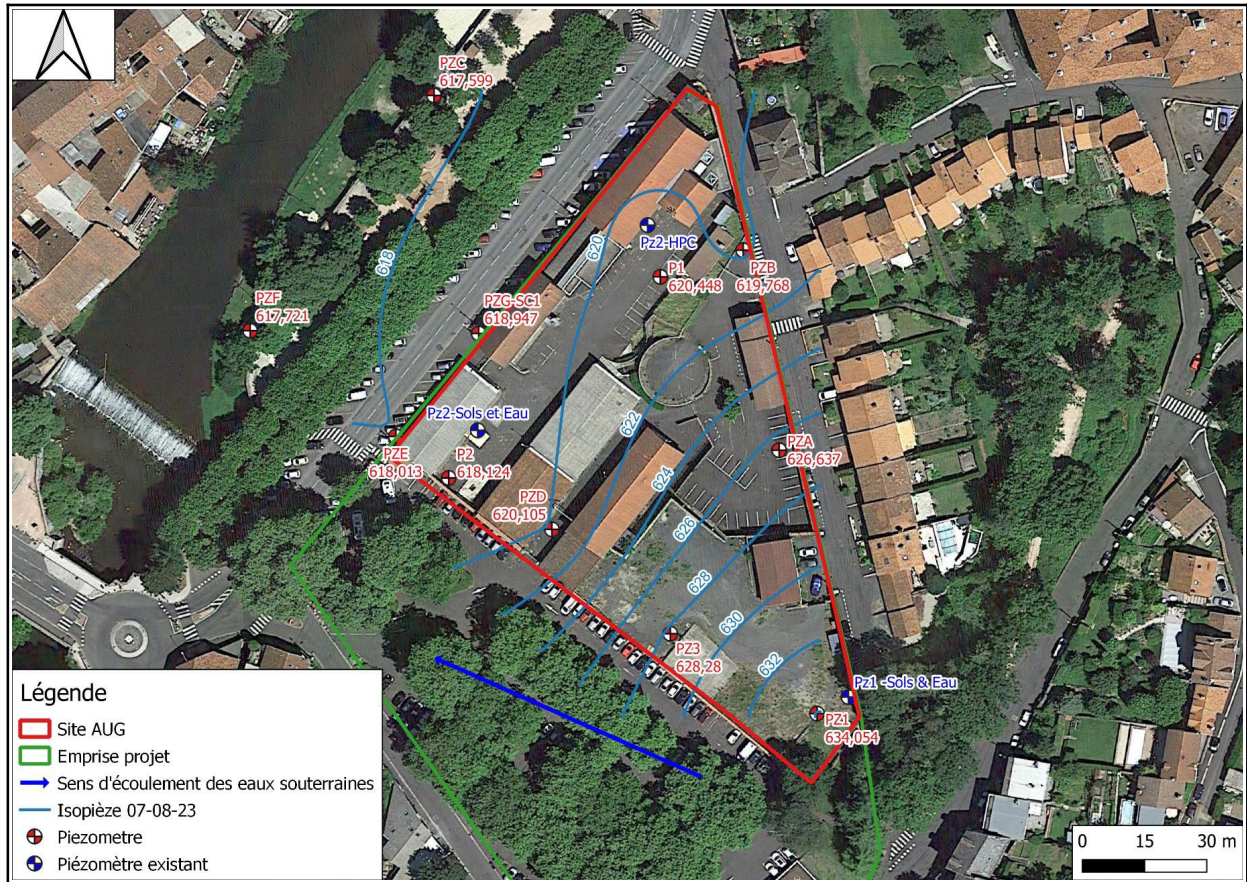 PZC
617,599
618
620
Pz2-HPC
P1
620,448
PZB
619,768
PZF
617,721
PZG-SC1
618,947
Pz2-Sols et Eau
622
PZE
618,013
P2
618,124
624
PZA
626,637
PZD
620,105
626
628
630
PZ3
628,28
632
Pz1 -Sols & Eau
PZ1
634,054
Légende
Site AUG
Emprise projet
Sens d'écoulement des eaux souterraines
Isopièze 07-08-23
Piezomètre
Piézomètre existant
0 15 30 m